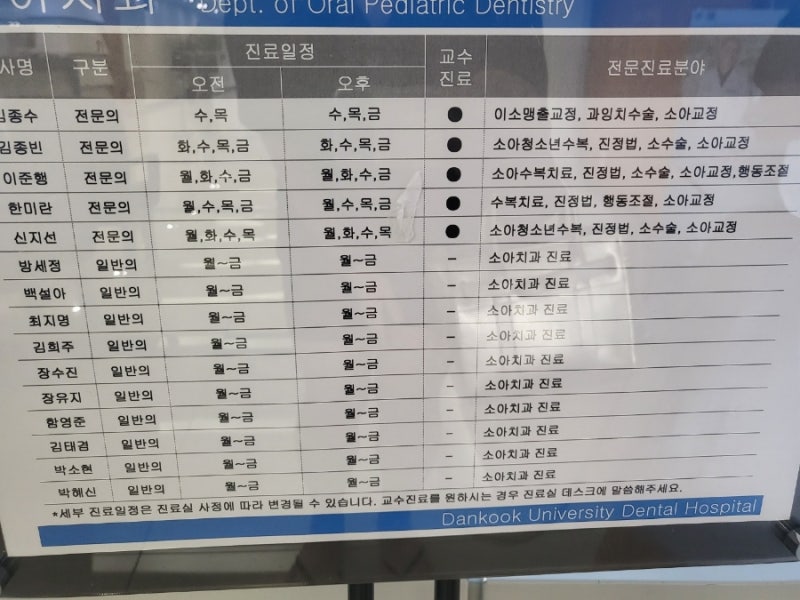 Dept. of Oral Pediatric Dentistry
구분 진료일정 교수 진료 전문진료분야
오전 오후
김종수 전문의 수,목 수,목,금 ● 이소맹출교정, 과잉치수술, 소아교정
김종빈 전문의 화,수,목,금 화,수,목,금 ● 소아청소년수복, 진정법, 소수술, 소아교정
이준행 전문의 월,화,수,금 월,화,수,금 ● 소아수복치료, 진정법, 소수술, 소아교정,행동조절
한미란 전문의 월,수,목,금 월,수,목,금 ● 수복치료, 진정법, 행동조절, 소아교정
신지선 전문의 월,화,수,목 월,화,수,목 ● 소아청소년수복, 진정법, 소수술, 소아교정
방세정 일반의 월~금 월~금 – 소아치과 진료
백설아 일반의 월~금 월~금 – 소아치과 진료
최지명 일반의 월~금 월~금 – 소아치과 진료
김희주 일반의 월~금 월~금 – 소아치과 진료
장수진 일반의 월~금 월~금 – 소아치과 진료
장유지 일반의 월~금 월~금 – 소아치과 진료
함영준 일반의 월~금 월~금 – 소아치과 진료
김태겸 일반의 월~금 월~금 – 소아치과 진료
박소현 일반의 월~금 월~금 – 소아치과 진료
박혜신 일반의 월~금 월~금 – 소아치과 진료
*세부 진료일정은 진료실 사정에 따라 변경될 수 있습니다. 교수진료를 원하시는 경우 진료실 데스크에 말씀해주세요.
Dankook University Dental Hospital